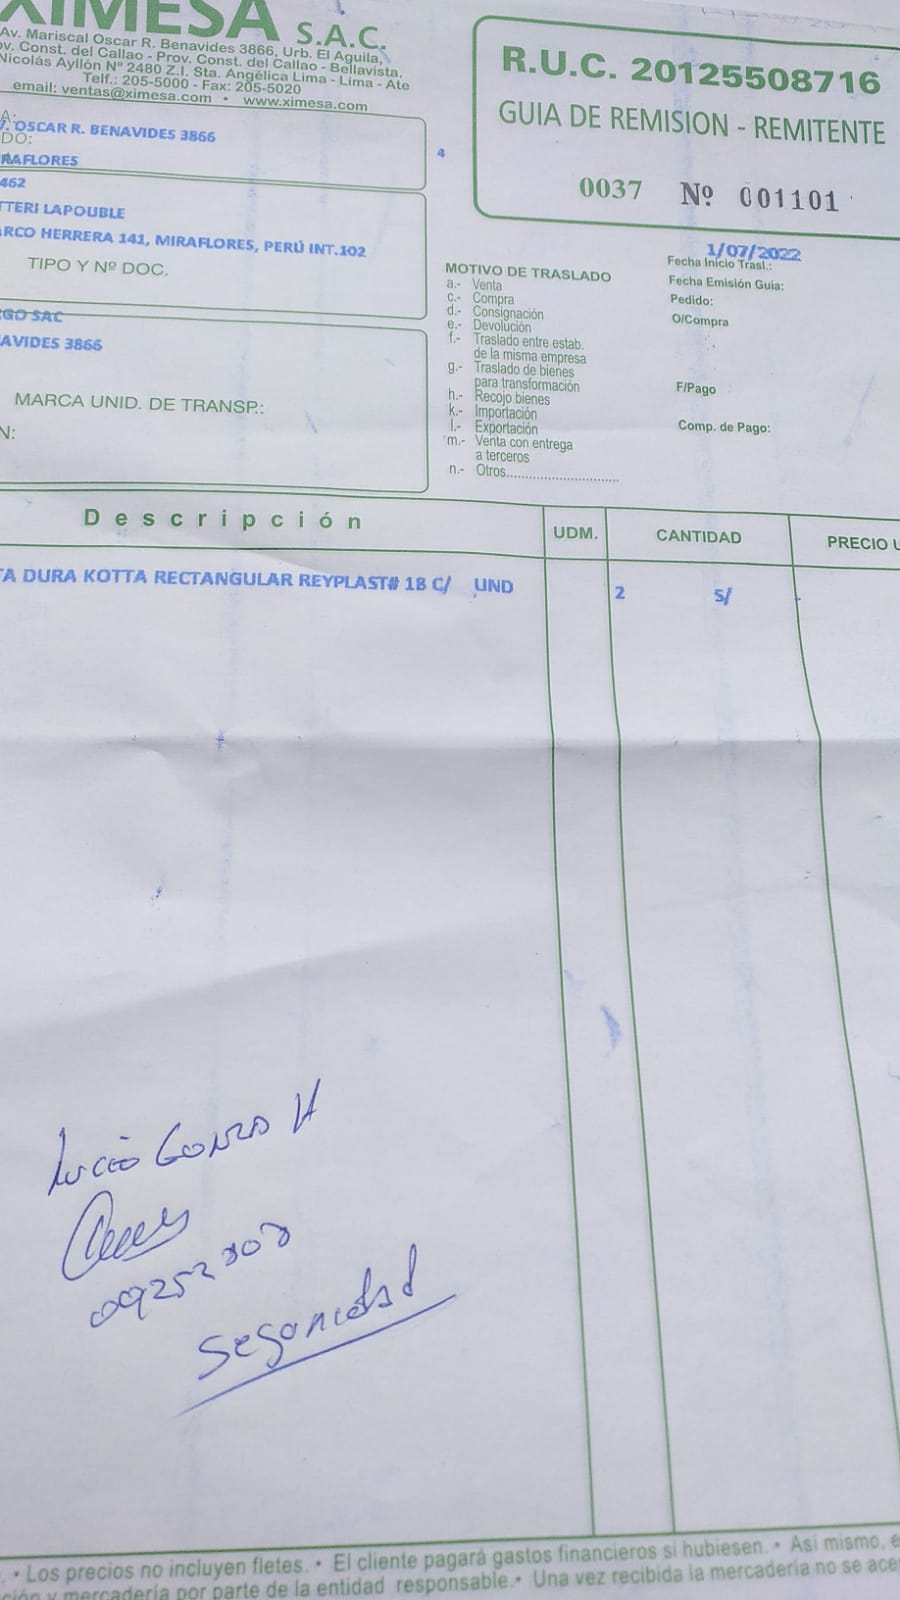 XIMESA S.A.C.
Av. Mariscal Oscar R. Benavides 3866, Urb. El Aguila,
ov. Const. del Callao - Prov. Const. del Callao - Bellavista.
Nicolás Ayllón Nº 2480 Z.I. Sta. Angélica Lima - Lima - Ate
Telf.: 205-5000 - Fax: 205-5020
email: ventas@ximesa.com • www.ximesa.com
R.U.C. 20125508716
GUIA DE REMISION - REMITENTE
0037 Nº 001101
A:
. OSCAR R. BENAVIDES 3866
DO:
RAFLORES
4
462
TTERI LAPOUBLE
ARCO HERRERA 141, MIRAFLORES, PERÚ INT.102
TIPO Y Nº DOC.
GO SAC
AVIDES 3866
MARCA UNID. DE TRANSP.:
N:
MOTIVO DE TRASLADO
a.- Venta
c.- Compra
d.- Consignación
e.- Devolución
f.- Traslado entre estab.
de la misma empresa
g.- Traslado de bienes
para transformación
h.- Recojo bienes
k.- Importación
l.- Exportación
m.- Venta con entrega
a terceros
n.- Otros...............................
1/07/2022
Fecha Inicio Trasl.:
Fecha Emisión Guia:
Pedido:
O/Compra
F/Pago
Comp. de Pago:
Descripción UDM. CANTIDAD PRECIO U
TA DURA KOTTA RECTANGULAR REYPLAST# 18 C/ UND 2 S/ -
09252308
Seguridad
. • Los precios no incluyen fletes. • El cliente pagará gastos financieros si hubiesen. • Asi mismo, e
ción y mercadería por parte de la entidad responsable.• Una vez recibida la mercadería no se ace